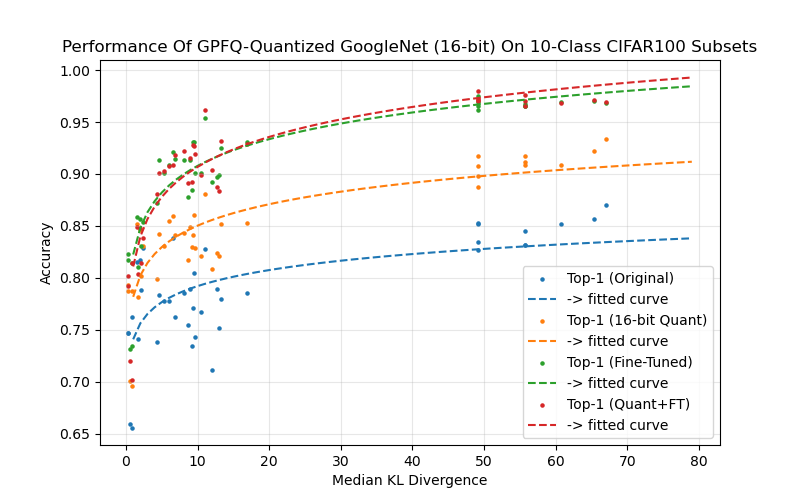 Performance Of GPFQ-Quantized GoogleNet (16-bit) On 10-Class CIFAR100 Subsets
1.00
0.95
0.90
0.85
0.80
0.75
0.70
0.65
Accuracy
Top-1 (Original)
-> fitted curve
Top-1 (16-bit Quant)
-> fitted curve
Top-1 (Fine-Tuned)
-> fitted curve
Top-1 (Quant+FT)
-> fitted curve
0 10 20 30 40 50 60 70 80
Median KL Divergence